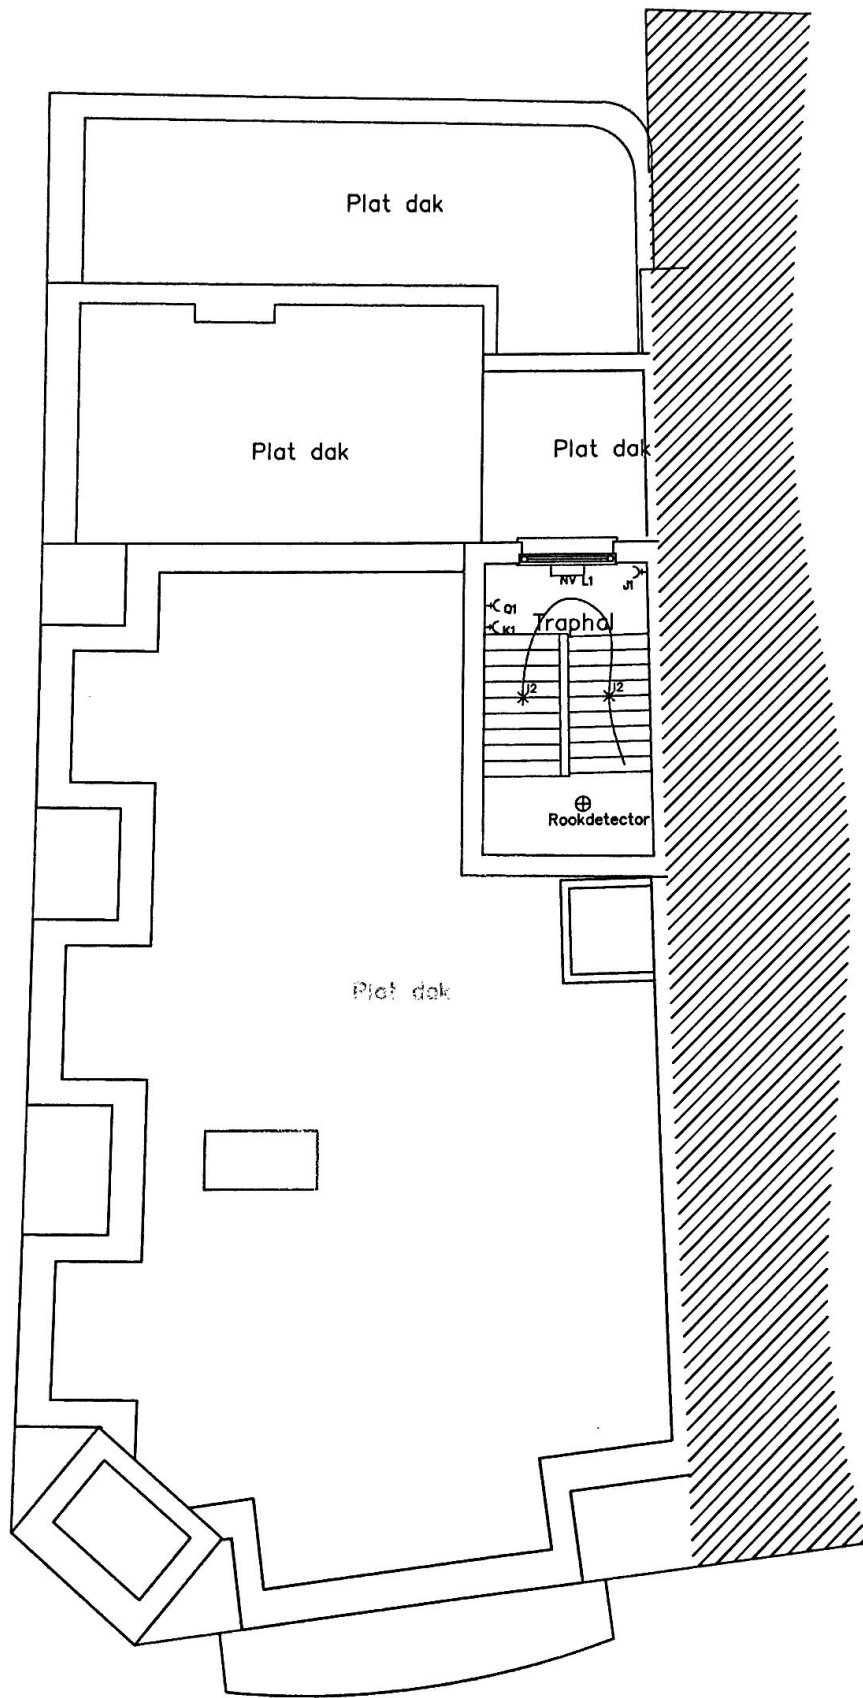 Plat dak
Plat dak
Plat dak
NV L1
J1
Q1
Traphal
K1
J2
J2
Rookdetector
Plat dak